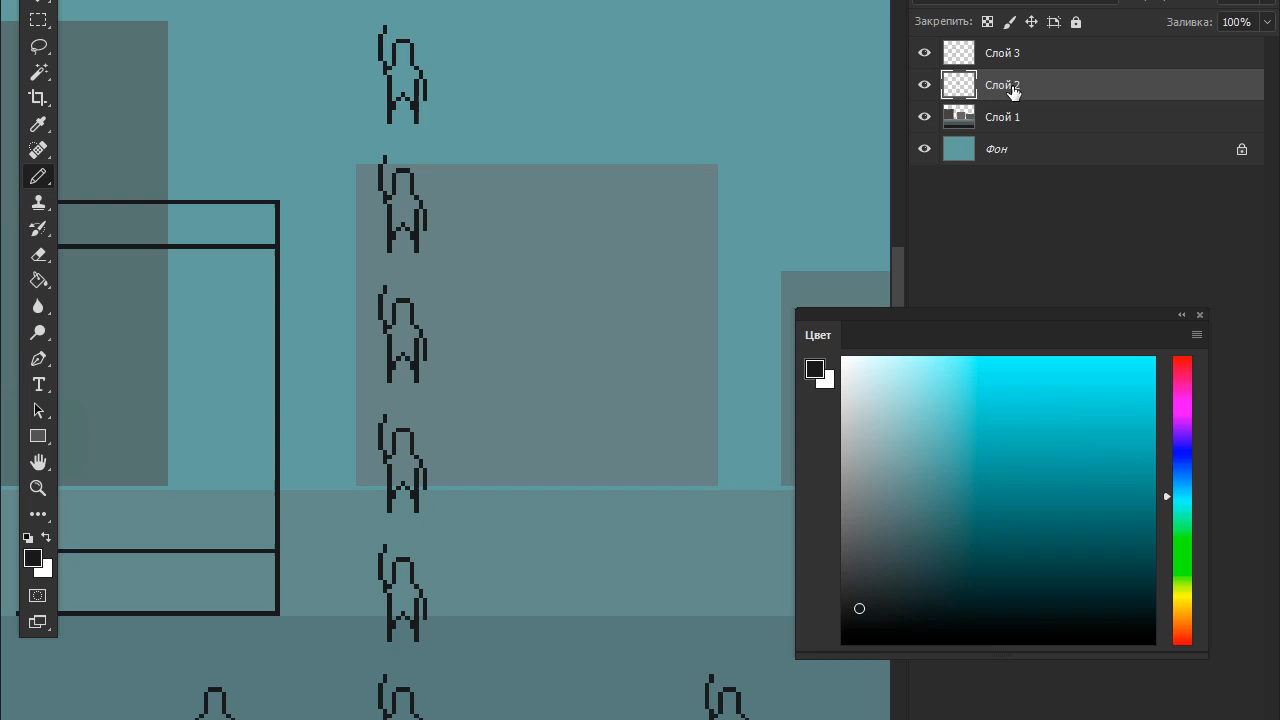 Закрепить:
Заливка: 100%
Слой 3
Слой 2
Слой 1
Фон
Цвет